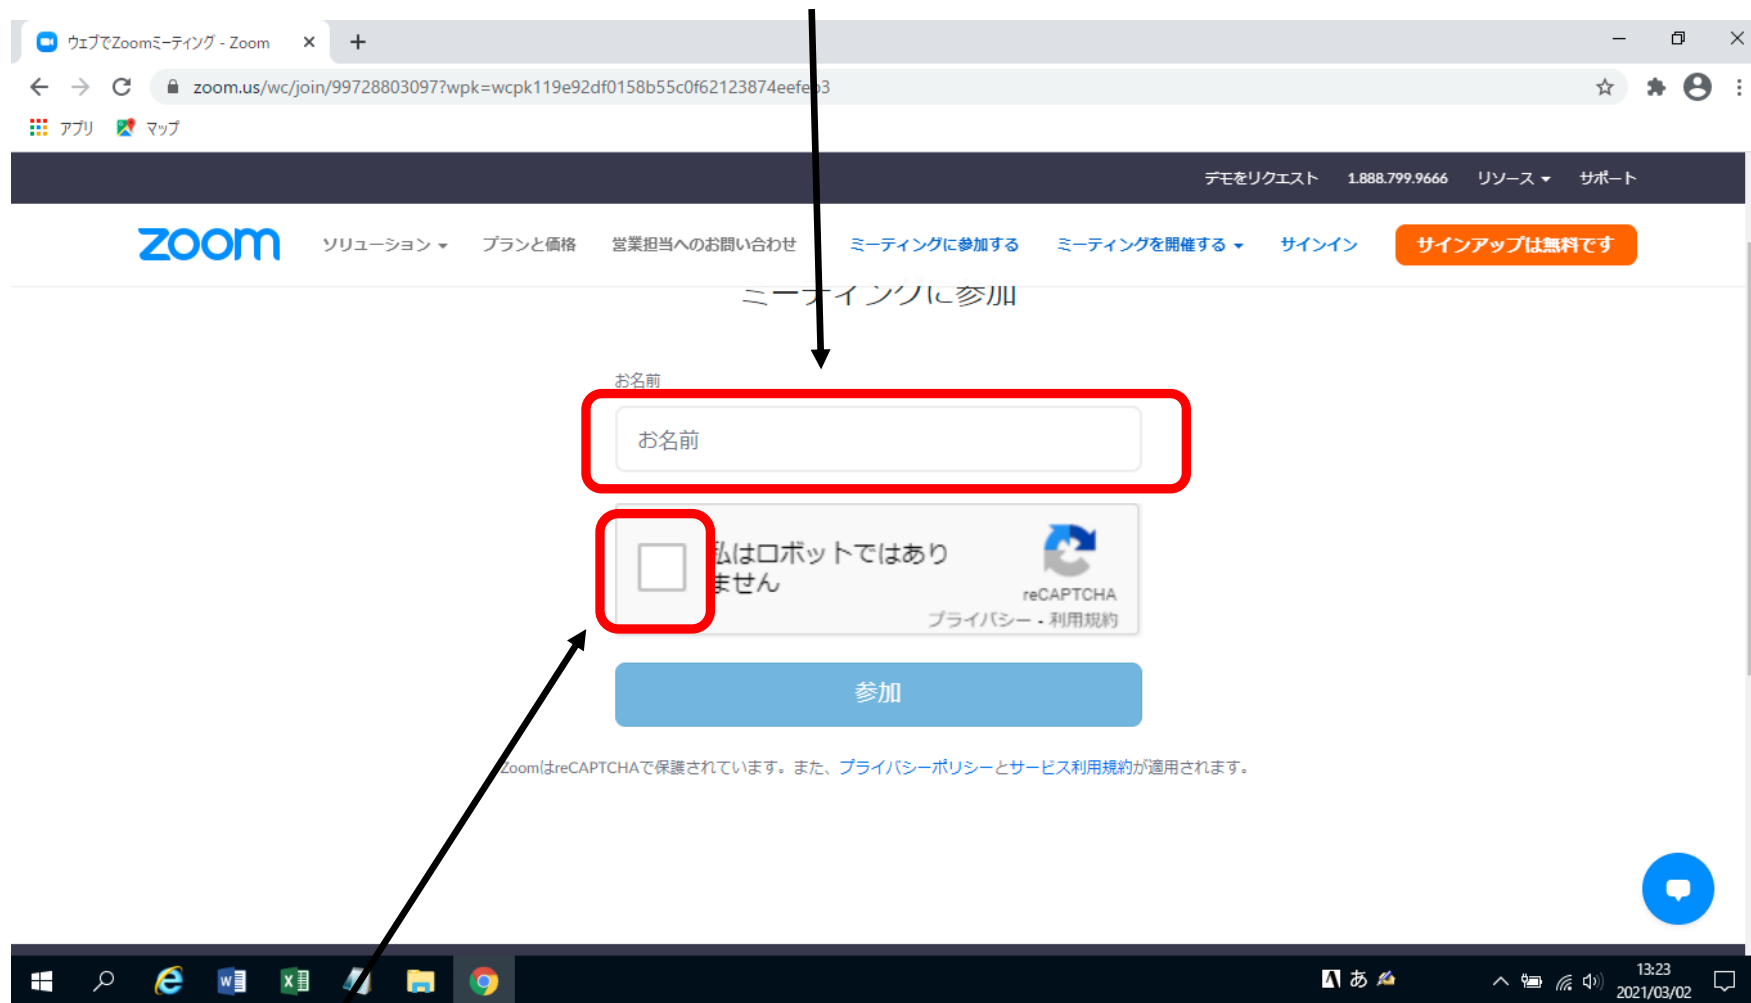 ウェブでZoomミーティング - Zoom
zoom.us/wc/join/99728803097?wpk=wcpk119e92df0158b55c0f62123874eefe
アプリ マップ
デモをリクエスト 1.888.799.9666 リソース サポート
zoom ソリューション プランと価格 営業担当へのお問い合わせ ミーティングに参加する ミーティングを開催する サインイン サインアップは無料です
ミーティングに参加
お名前
お名前
私はロボットではあり
ません
reCAPTCHA
プライバシー - 利用規約
参加
ZoomはreCAPTCHAで保護されています。また、プライバシーポリシーとサービス利用規約が適用されます。
あ
13:23
2021/03/02